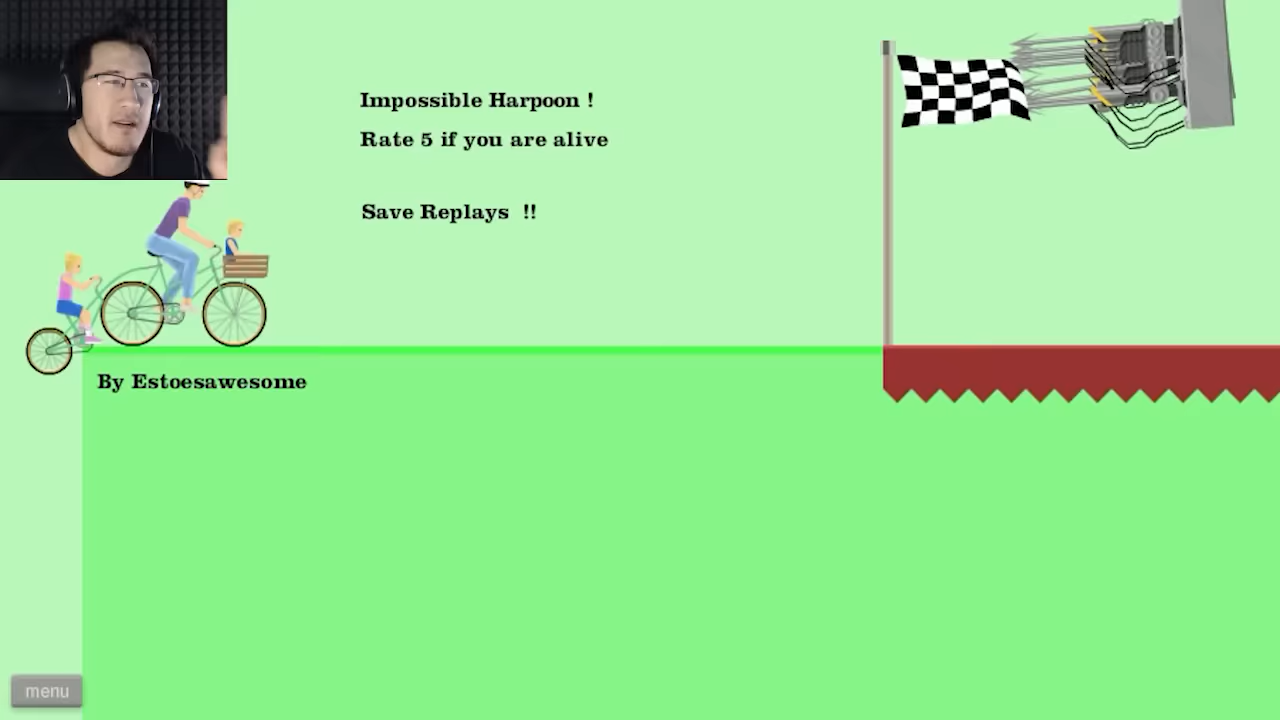 Impossible Harpoon !
Rate 5 if you are alive
Save Replays !!
By Estoesawesome
menu